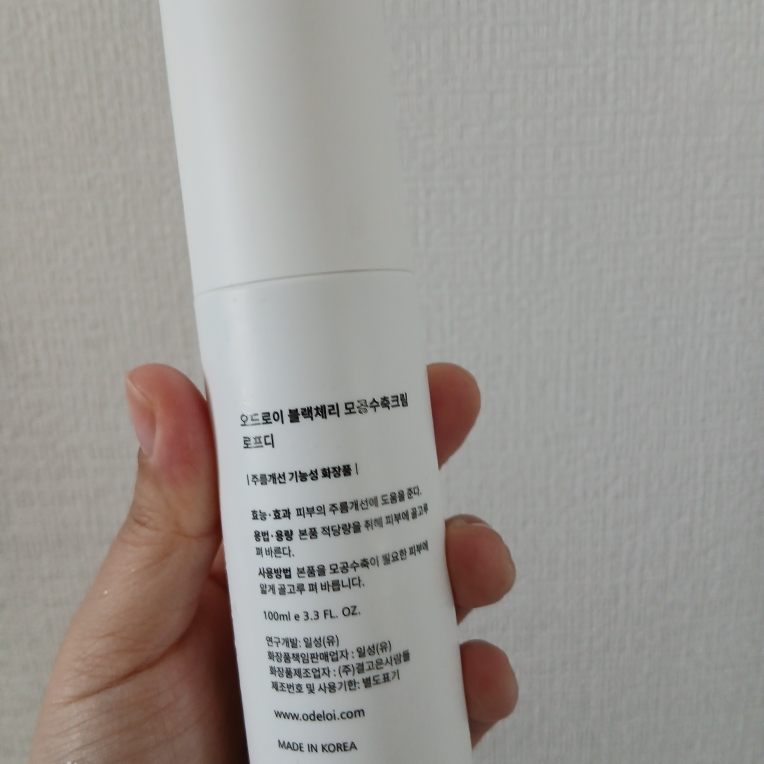 오드로이 블랙체리 모공수축크림
로프디
| 주름개선 기능성 화장품 |
효능·효과 피부의 주름개선에 도움을 준다.
용법·용량 본품 적당량을 취해 피부에 골고루
펴 바른다.
사용방법 본품을 모공수축이 필요한 피부에
얇게 골고루 펴 바릅니다.
100ml e 3.3 FL. OZ.
연구개발: 일성(유)
화장품책임판매업자 : 일성(유)
화장품제조업자 : (주)결고은사람들
제조번호 및 사용기한: 별도표기
www.odeloi.com
MADE IN KOREA